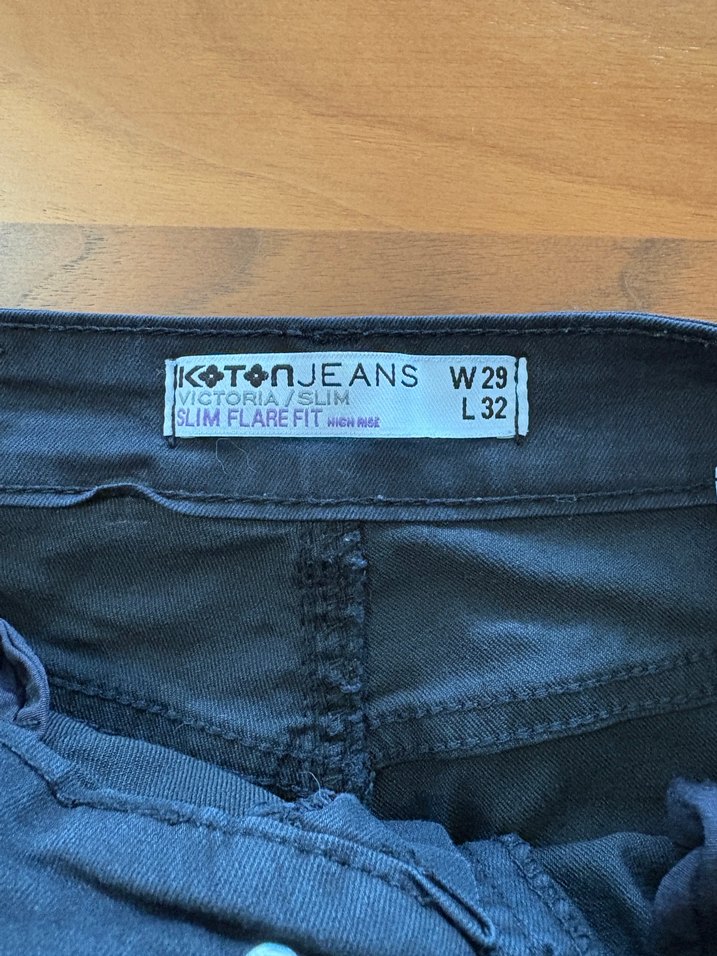 KOTON JEANS W 29
VICTORIA / SLIM L 32
SLIM FLARE FIT HIGH RISE